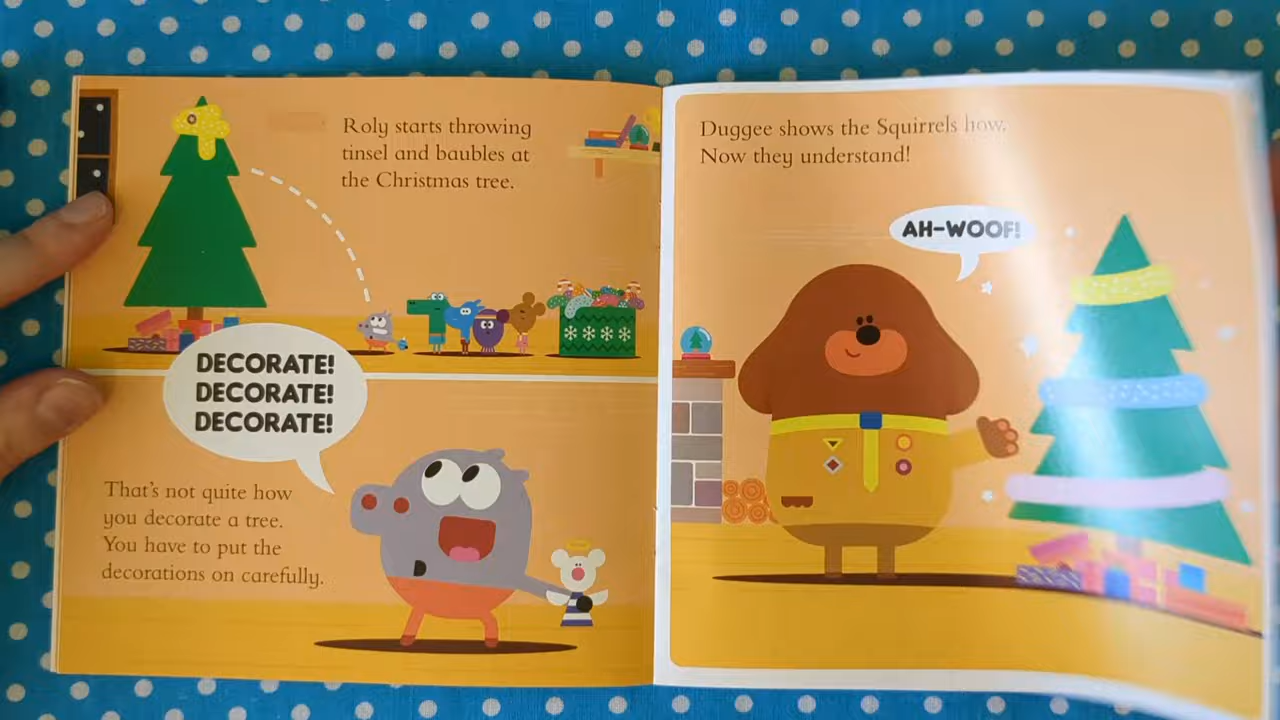 Roly starts throwing
tinsel and baubles at
the Christmas tree.
DECORATE!
DECORATE!
DECORATE!
That's not quite how
you decorate a tree.
You have to put the
decorations on carefully.
Duggee shows the Squirrels how.
Now they understand!
AH-WOOF!